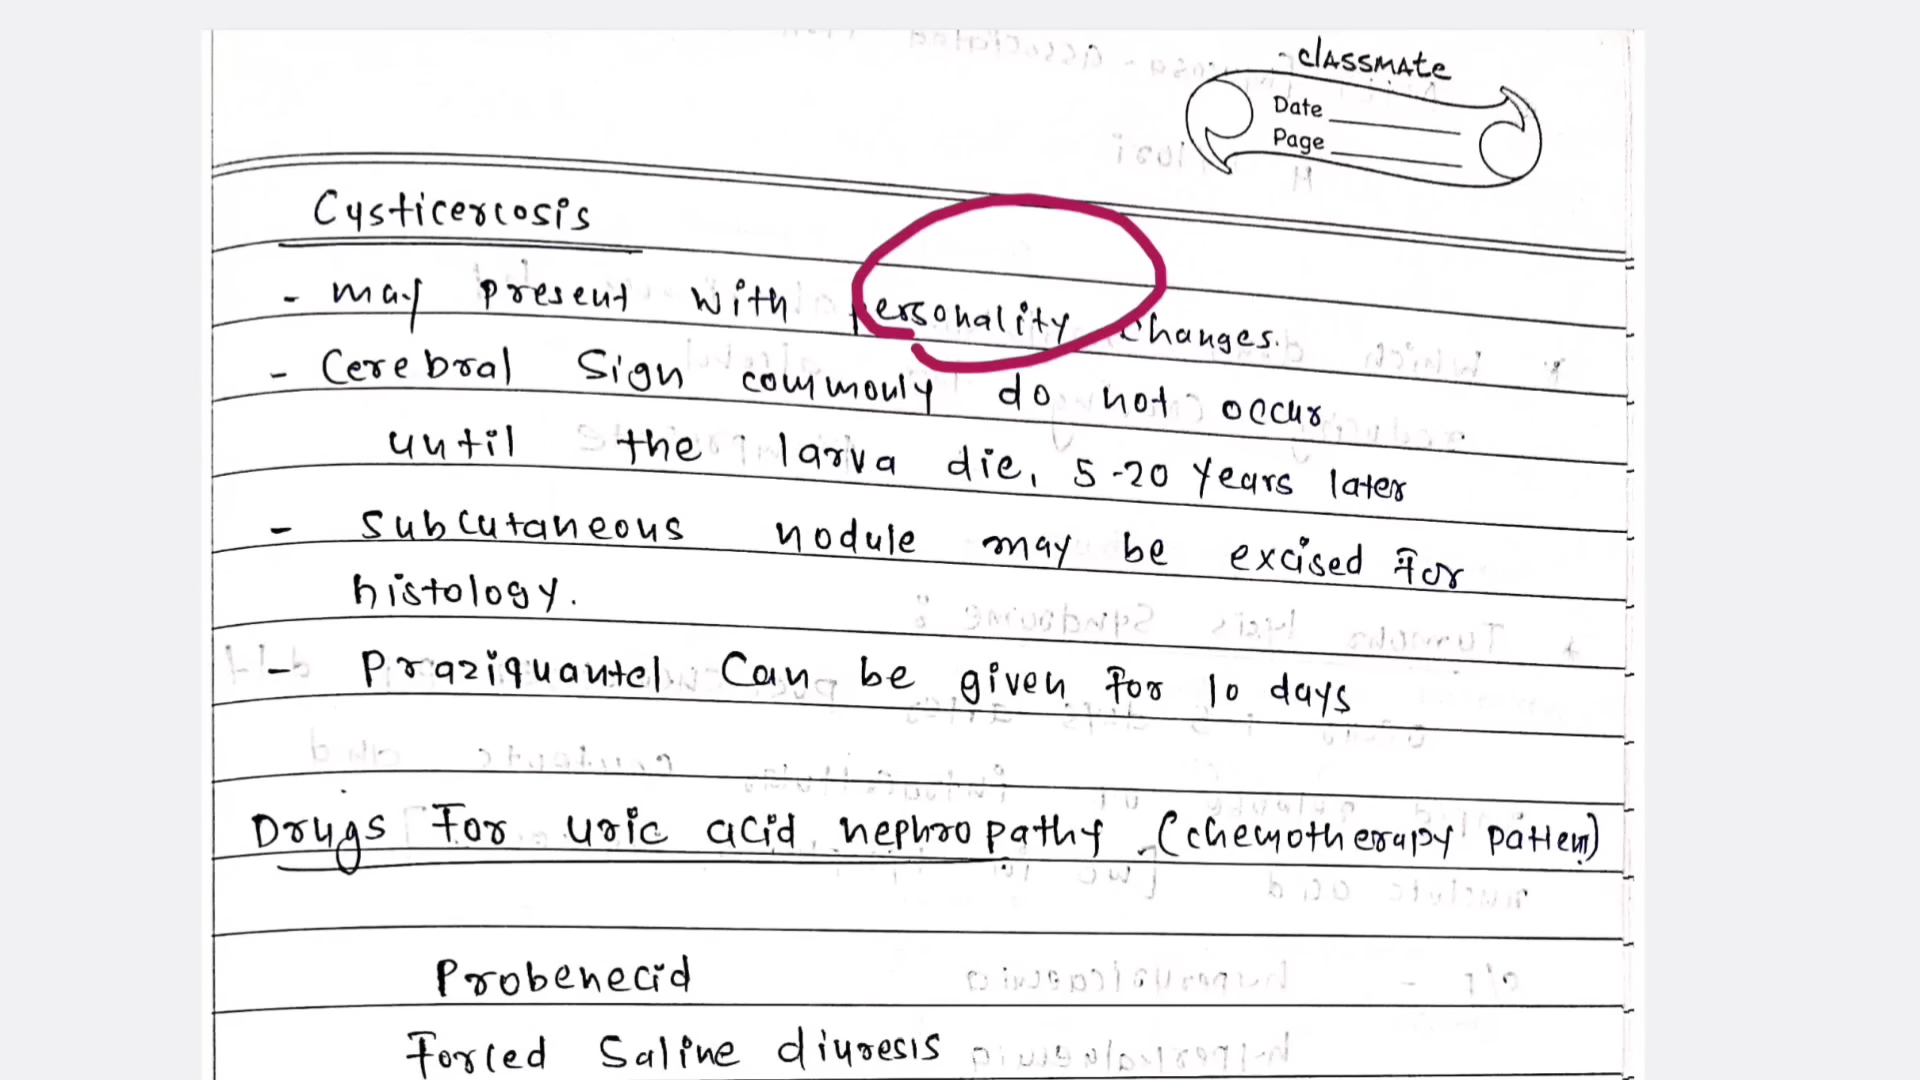 classmate
Date
Page
Cysticercosis
- may present with personality changes.
- Cerebral Sign commonly do not occur
until the larva die, 5-20 years later
- Subcutaneous nodule may be excised for
histology.
- Praziquantel Can be given for 10 days
Drugs for uric acid nephropathy (chemotherapy patient)
Probenecid
Forced Saline diuresis